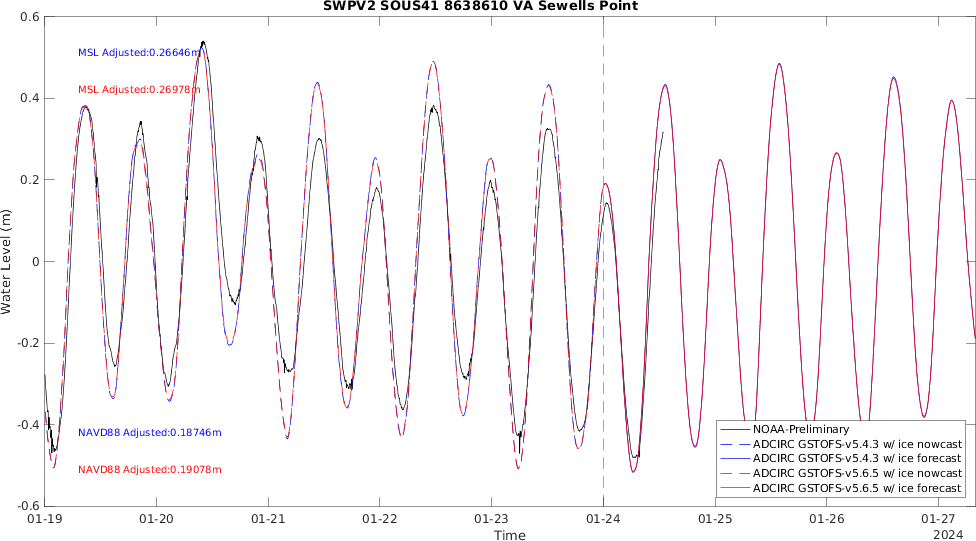 SWPV2 SOUS41 8638610 VA Sewells Point
0.6
0.4
0.2
0
-0.2
-0.4
-0.6
Water Level (m)
MSL Adjusted:0.26646m
MSL Adjusted:0.26978m
NAVD88 Adjusted:0.18746m
NAVD88 Adjusted:0.19078m
NOAA-Preliminary
ADCIRC GSTOFS-v5.4.3 w/ ice nowcast
ADCIRC GSTOFS-v5.4.3 w/ ice forecast
ADCIRC GSTOFS-v5.6.5 w/ ice nowcast
ADCIRC GSTOFS-v5.6.5 w/ ice forecast
01-19 01-20 01-21 01-22 01-23 01-24 01-25 01-26 01-27
Time
2024